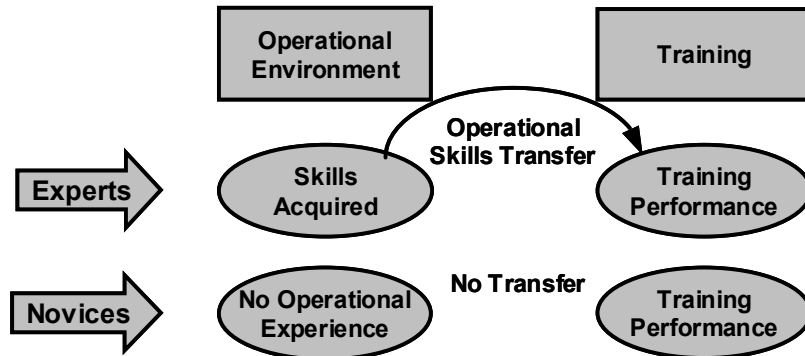 Operational
Environment
Training
Operational
Skills Transfer
Experts
Skills
Acquired
Training
Performance
Novices
No Operational
Experience
No Transfer
Training
Performance